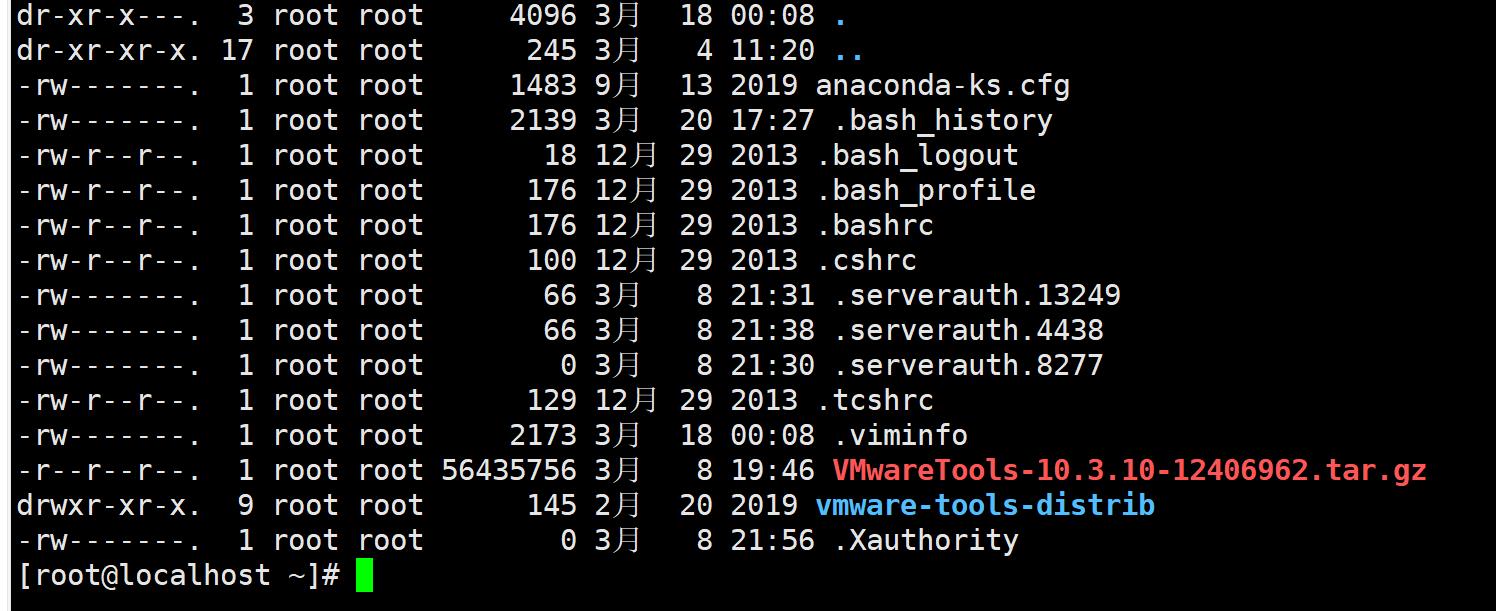 dr-xr-x---.  3 root root     4096 3月  18 00:08 .
dr-xr-xr-x. 17 root root      245 3月   4 11:20 ..
-rw-------.  1 root root     1483 9月  13 2019 anaconda-ks.cfg
-rw-------.  1 root root     2139 3月  20 17:27 .bash_history
-rw-r--r--.  1 root root       18 12月 29 2013 .bash_logout
-rw-r--r--.  1 root root      176 12月 29 2013 .bash_profile
-rw-r--r--.  1 root root      176 12月 29 2013 .bashrc
-rw-r--r--.  1 root root      100 12月 29 2013 .cshrc
-rw-------.  1 root root       66 3月   8 21:31 .serverauth.13249
-rw-------.  1 root root       66 3月   8 21:38 .serverauth.4438
-rw-------.  1 root root        0 3月   8 21:30 .serverauth.8277
-rw-r--r--.  1 root root      129 12月 29 2013 .tcshrc
-rw-------.  1 root root     2173 3月  18 00:08 .viminfo
-r--r--r--.  1 root root 56435756 3月   8 19:46 VMwareTools-10.3.10-12406962.tar.gz
drwxr-xr-x.  9 root root      145 2月  20 2019 vmware-tools-distrib
-rw-------.  1 root root        0 3月   8 21:56 .Xauthority
[root@localhost ~]#